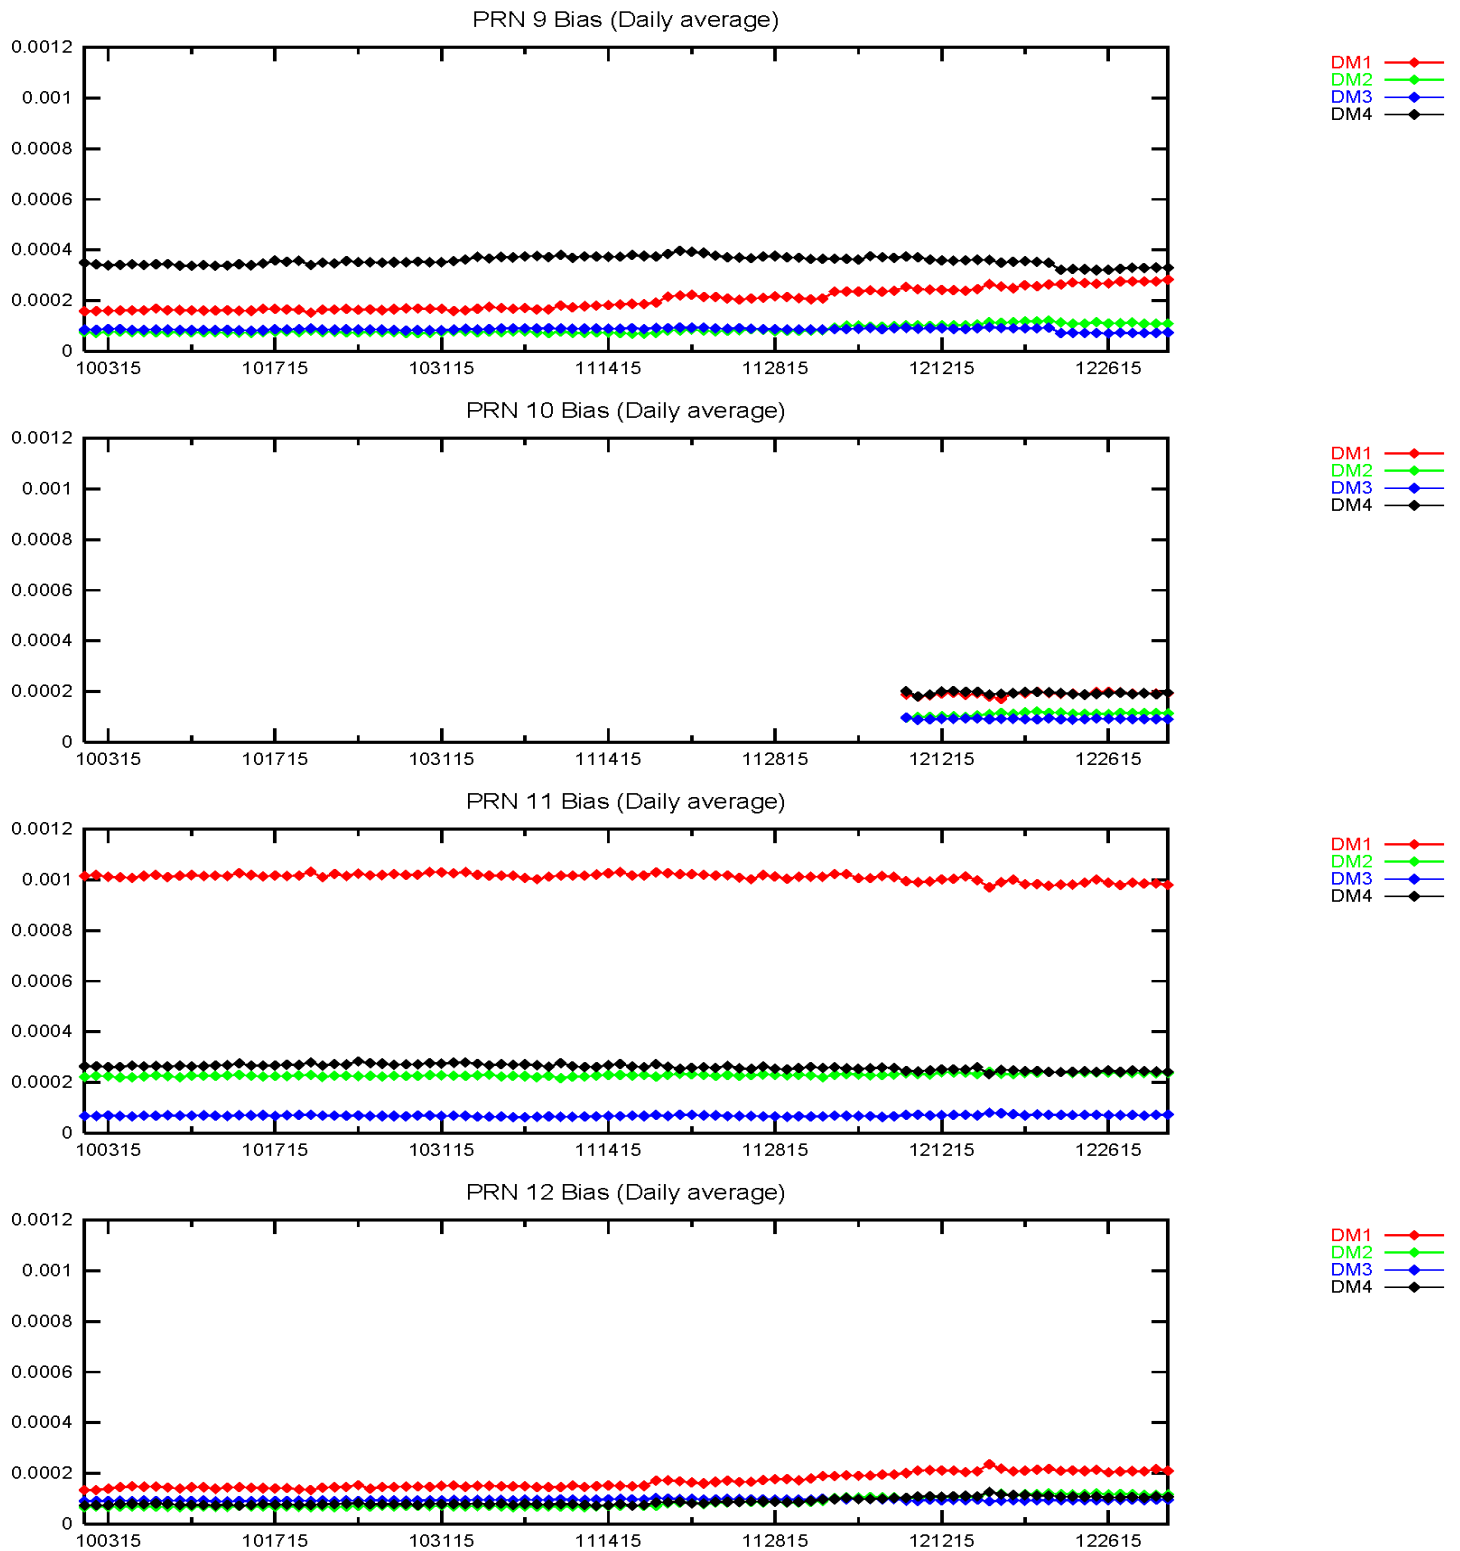 PRN 9 Bias (Daily average)
0.0012
0.001
0.0008
0.0006
0.0004
0.0002
0
100315 101715 103115 111415 112815 121215 122615
DM1
DM2
DM3
DM4
PRN 10 Bias (Daily average)
0.0012
0.001
0.0008
0.0006
0.0004
0.0002
0
100315 101715 103115 111415 112815 121215 122615
DM1
DM2
DM3
DM4
PRN 11 Bias (Daily average)
0.0012
0.001
0.0008
0.0006
0.0004
0.0002
0
100315 101715 103115 111415 112815 121215 122615
DM1
DM2
DM3
DM4
PRN 12 Bias (Daily average)
0.0012
0.001
0.0008
0.0006
0.0004
0.0002
0
100315 101715 103115 111415 112815 121215 122615
DM1
DM2
DM3
DM4